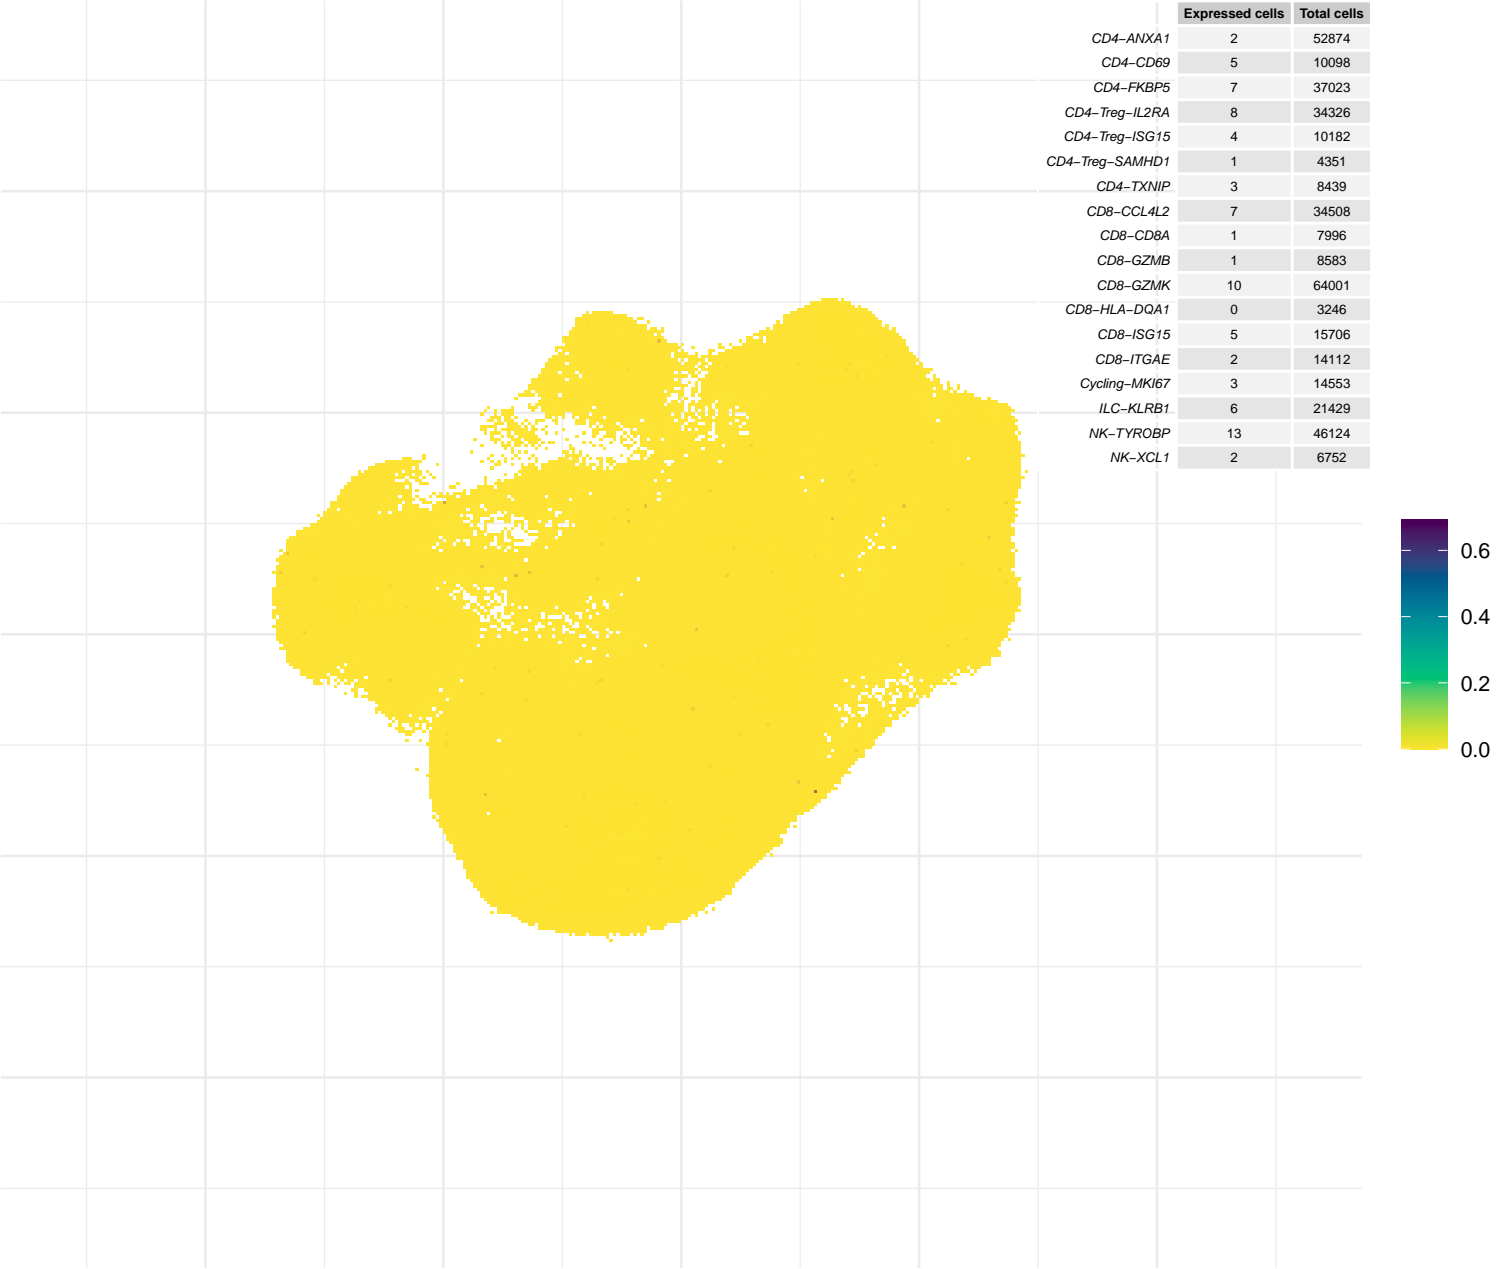 Expressed cells Total cells
CD4−ANXA1 2 52874
CD4−CD69 5 10098
CD4−FKBP5 7 37023
CD4−Treg−IL2RA 8 34326
CD4−Treg−ISG15 4 10182
CD4−Treg−SAMHD1 1 4351
CD4−TXNIP 3 8439
CD8−CCL4L2 7 34508
CD8−CD8A 1 7996
CD8−GZMB 1 8583
CD8−GZMK 10 64001
CD8−HLA−DQA1 0 3246
CD8−ISG15 5 15706
CD8−ITGAE 2 14112
Cycling−MKI67 3 14553
ILC−KLRB1 6 21429
NK−TYROBP 13 46124
NK−XCL1 2 6752
0.6
0.4
0.2
0.0